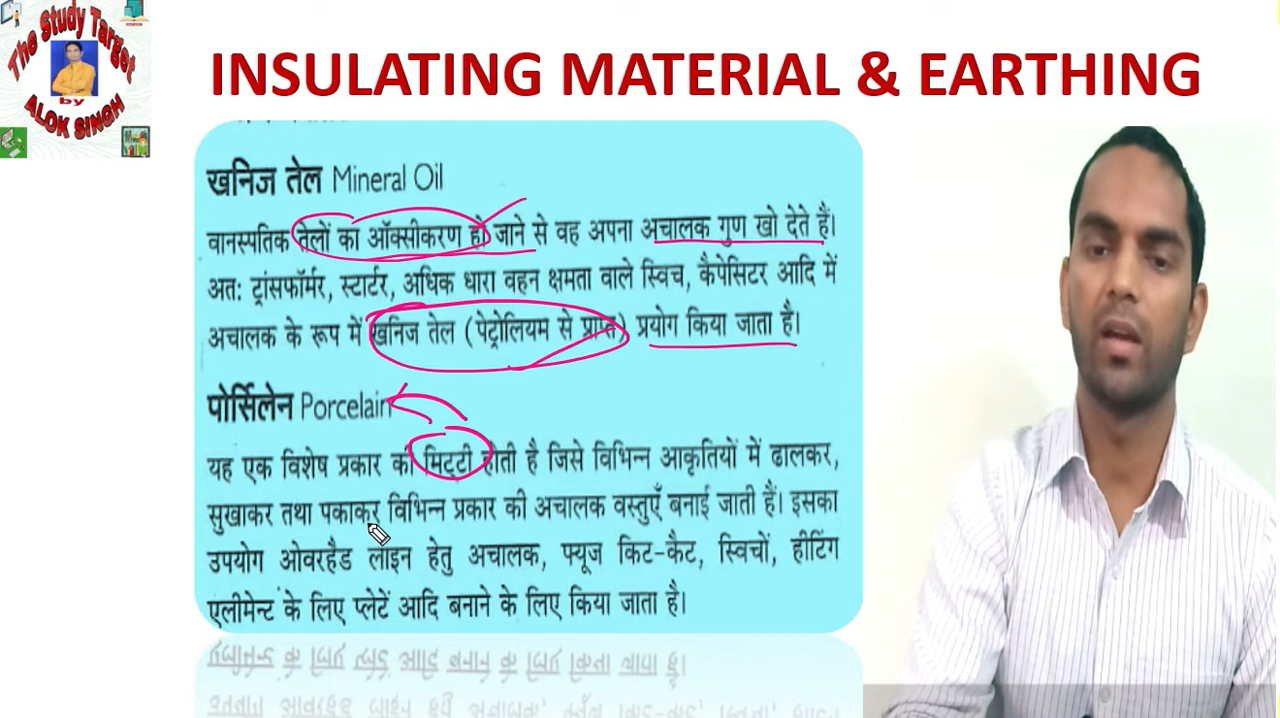 The Study Target
by
ALOK SINGH
INSULATING MATERIAL & EARTHING
खनिज तेल Mineral Oil
वानस्पतिक तेलों का ऑक्सीकरण हो जाने से वह अपना अचालक गुण खो देते हैं।
अतः ट्रांसफॉर्मर, स्टार्टर, अधिक धारा वहन क्षमता वाले स्विच, कैपेसिटर आदि में
अचालक के रूप में खनिज तेल (पेट्रोलियम से प्राप्त) प्रयोग किया जाता है।
पोर्सिलेन Porcelain
यह एक विशेष प्रकार की मिट्टी होती है जिसे विभिन्न आकृतियों में ढालकर,
सुखाकर तथा पकाकर विभिन्न प्रकार की अचालक वस्तुएँ बनाई जाती हैं। इसका
उपयोग ओवरहैड लाइन हेतु अचालक, फ्यूज किट-कैट, स्विचों, हीटिंग
एलीमेन्ट के लिए प्लेटें आदि बनाने के लिए किया जाता है।